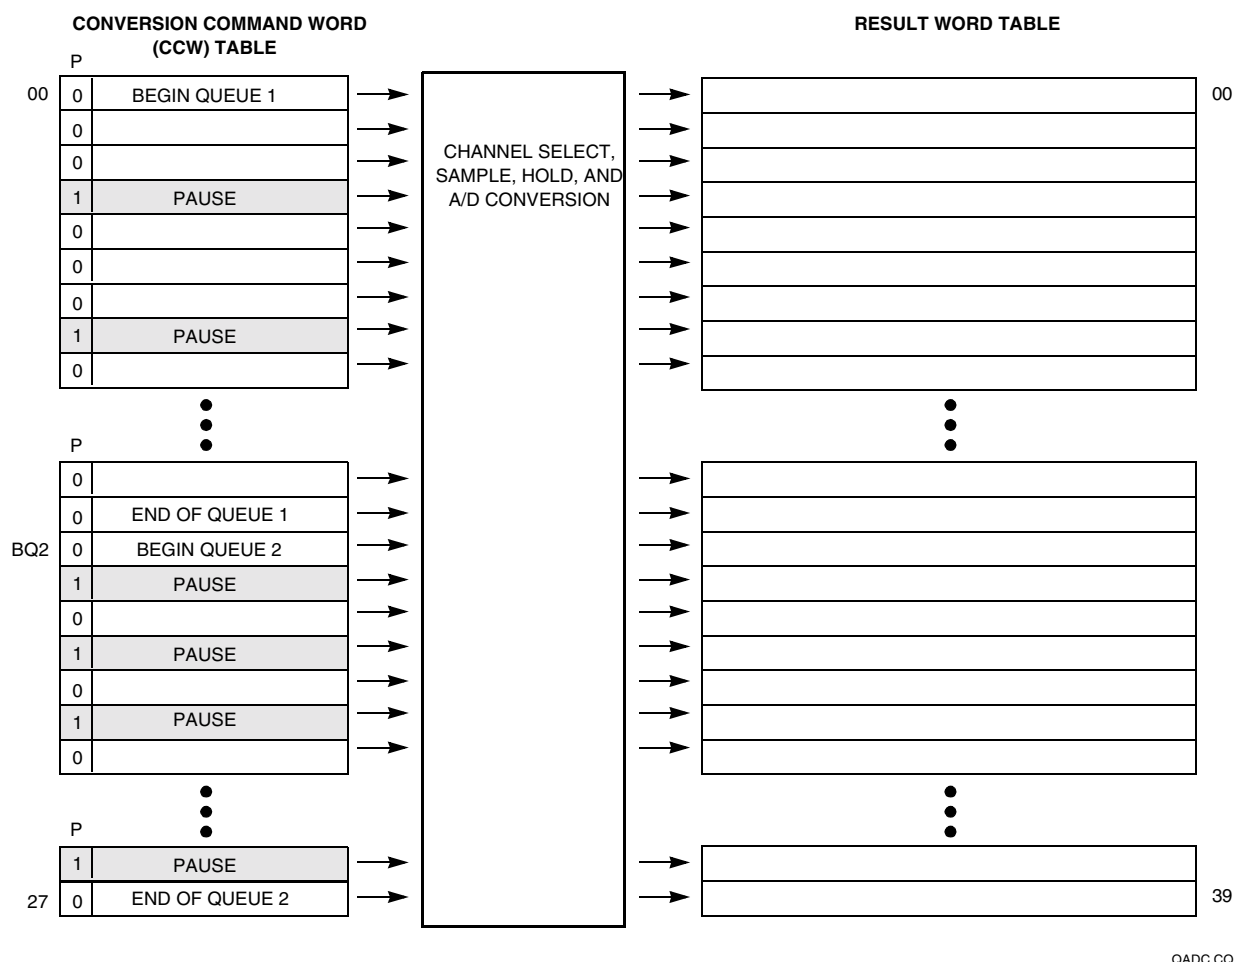 CONVERSION COMMAND WORD
(CCW) TABLE
RESULT WORD TABLE
P
00 0 BEGIN QUEUE 1 00
0
0
CHANNEL SELECT,
SAMPLE, HOLD, AND
A/D CONVERSION
1 PAUSE
0
0
0
1 PAUSE
0
P
0
0 END OF QUEUE 1
BQ2 0 BEGIN QUEUE 2
1 PAUSE
0
1 PAUSE
0
1 PAUSE
0
P
1 PAUSE
27 0 END OF QUEUE 2 39
QADC CQ